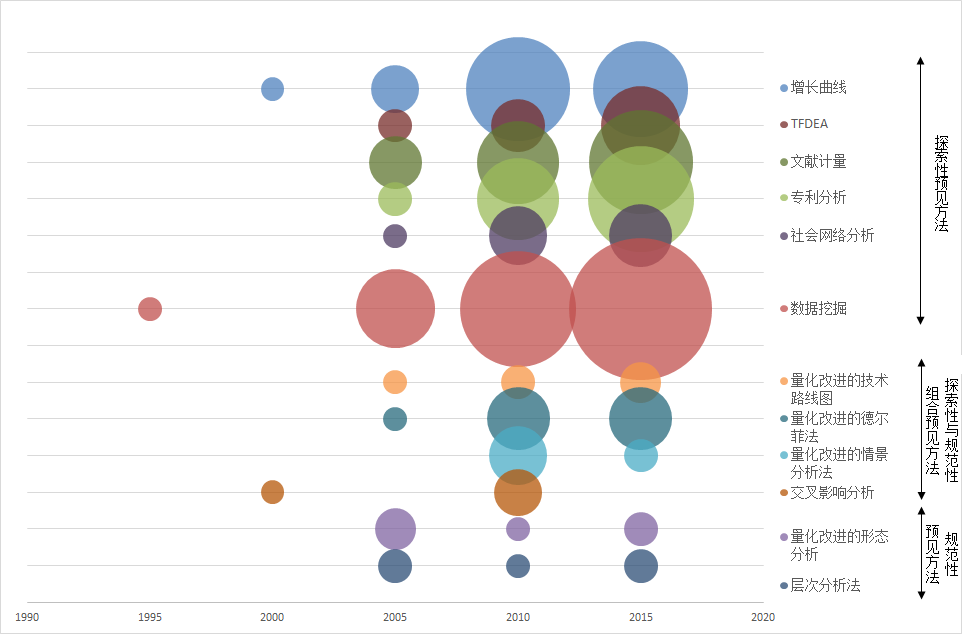 增长曲线
TFDEA
文献计量
专利分析
社会网络分析
数据挖掘
探索性预见方法
量化改进的技术
路线图
量化改进的德尔
菲法
量化改进的情景
分析法
交叉影响分析
探索性与规范性
组合预见方法
量化改进的形态
分析
层次分析法
规范性
预见方法
1990 1995 2000 2005 2010 2015 2020